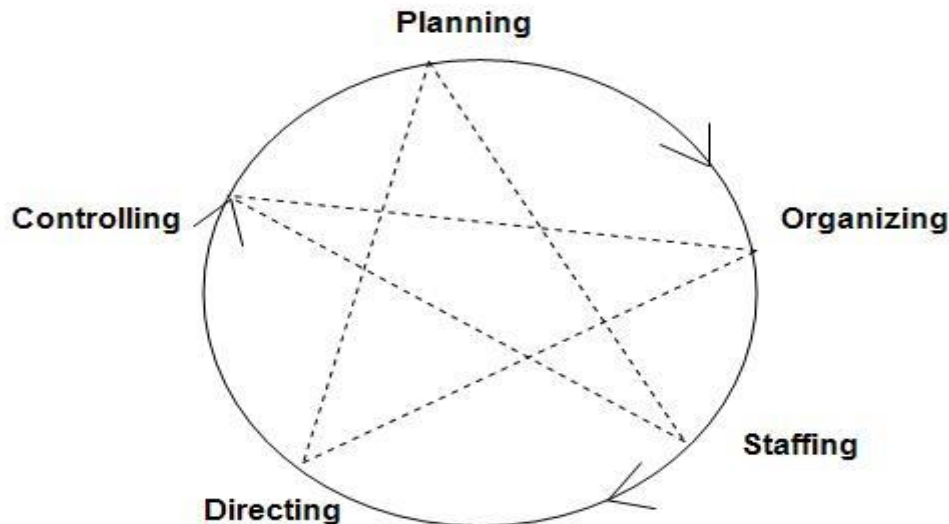 Planning
Controlling
Organizing
Staffing
Directing